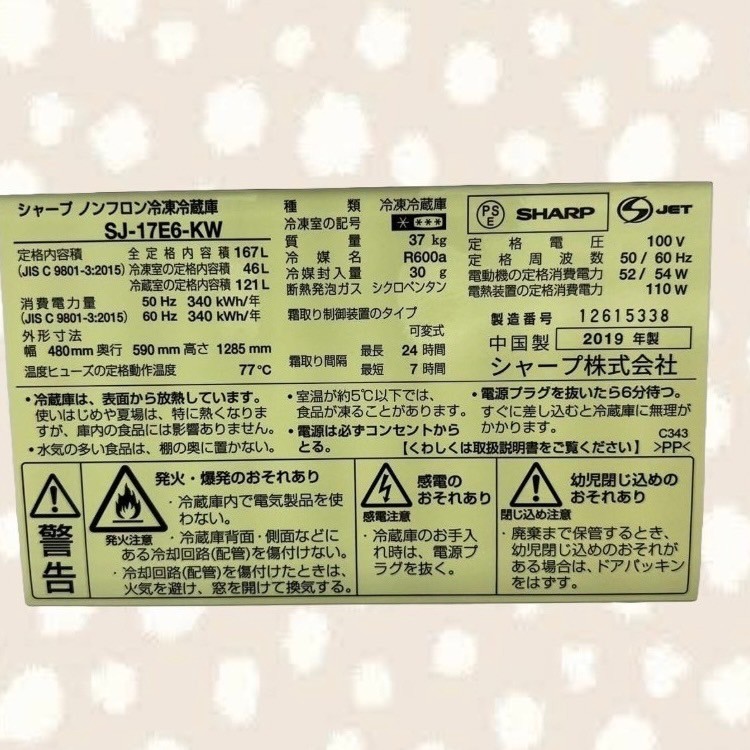 シャープ ノンフロン冷凍冷蔵庫
SJ-17E6-KW
定格内容積 全定格内容積 167L
(JIS C 9801-3:2015) 冷凍室の定格内容積 46L
冷蔵室の定格内容積 121L
消費電力量 50 Hz 340 kWh/年
(JIS C 9801-3:2015) 60 Hz 340 kWh/年
外形寸法
幅 480mm 奥行 590mm 高さ 1285mm
温度ヒューズの定格動作温度 77℃
種類 冷凍冷蔵庫
冷凍室の記号 * ***
質量 37 kg
冷媒名 R600a
冷媒封入量 30 g
断熱発泡ガス シクロペンタン
霜取り制御装置のタイプ
可変式
霜取り間隔 最長 24 時間
最短 7 時間
PSE SHARP S JET
定格電圧 100 V
定格周波数 50 / 60 Hz
電動機の定格消費電力 52 / 54 W
電熱装置の定格消費電力 110 W
製造番号 12615338
中国製 2019 年製
シャープ株式会社
・冷蔵庫は、表面から放熱しています。
使いはじめや夏場は、特に熱くなりま
すが、庫内の食品には影響ありません。
・水気の多い食品は、棚の奥に置かない。
・室温が約5℃以下では、
食品が凍ることがあります。
・電源は必ずコンセントから
とる。
・電源プラグを抜いたら6分待つ。
すぐに差し込むと冷蔵庫に無理が
かかります。
C343
【くわしくは取扱説明書をご覧ください】 >PP<
警告
発火・爆発のおそれあり
発火注意
・冷蔵庫内で電気製品を使
わない。
・冷蔵庫背面・側面などに
ある冷却回路(配管)を傷付けない。
・冷却回路(配管)を傷付けたときは、
火気を避け、窓を開けて換気する。
感電の
おそれあり
感電注意
・冷蔵庫のお手入
れ時は、電源プ
ラグを抜く。
幼児閉じ込めの
おそれあり
閉じ込め注意
・廃棄まで保管するとき、
幼児閉じ込めのおそれが
ある場合は、ドアパッキン
をはずす。